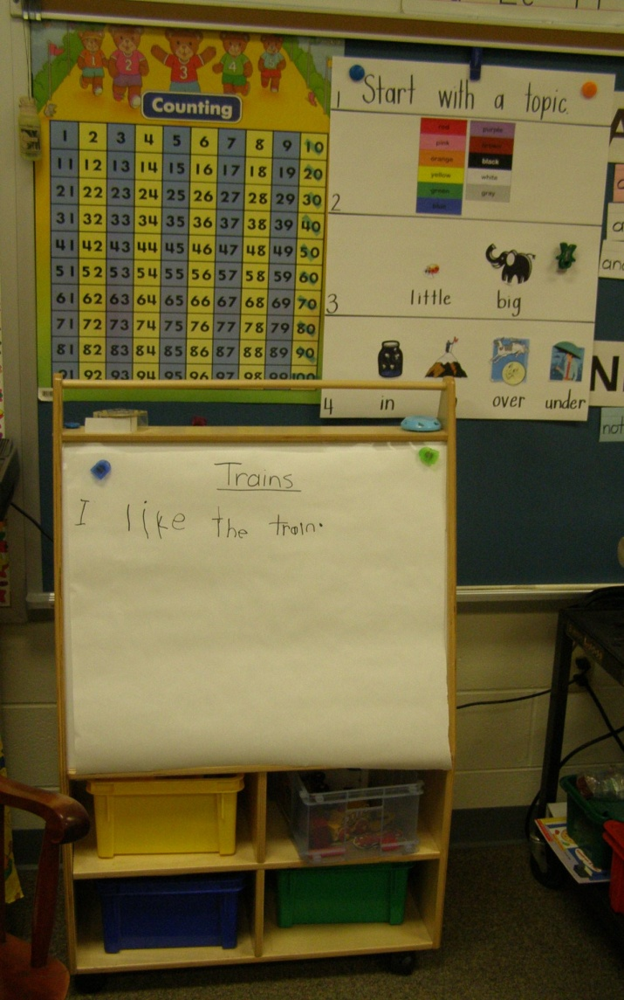 1 2 3 4
Counting
1 2 3 4 5 6 7 8 9 10
11 12 13 14 15 16 17 18 19 20
21 22 23 24 25 26 27 28 29 30
31 32 33 34 35 36 37 38 39 40
41 42 43 44 45 46 47 48 49 50
51 52 53 54 55 56 57 58 59 60
61 62 63 64 65 66 67 68 69 70
71 72 73 74 75 76 77 78 79 80
81 82 83 84 85 86 87 88 89 90
91 92 93 94 95 96 97 98 99 100
1 Start with a topic.
red purple
pink brown
orange black
yellow white
green gray
blue
2
little big
3
in over under
4
not
Trains
I like the train.